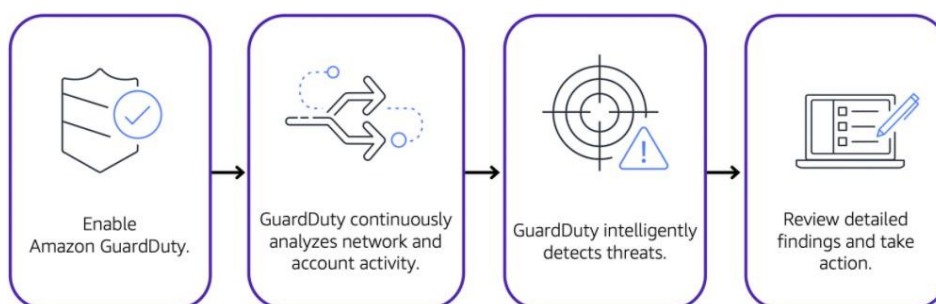 Enable
Amazon GuardDuty.
GuardDuty continuously
analyzes network and
account activity.
GuardDuty intelligently
detects threats.
Review detailed
findings and take
action.